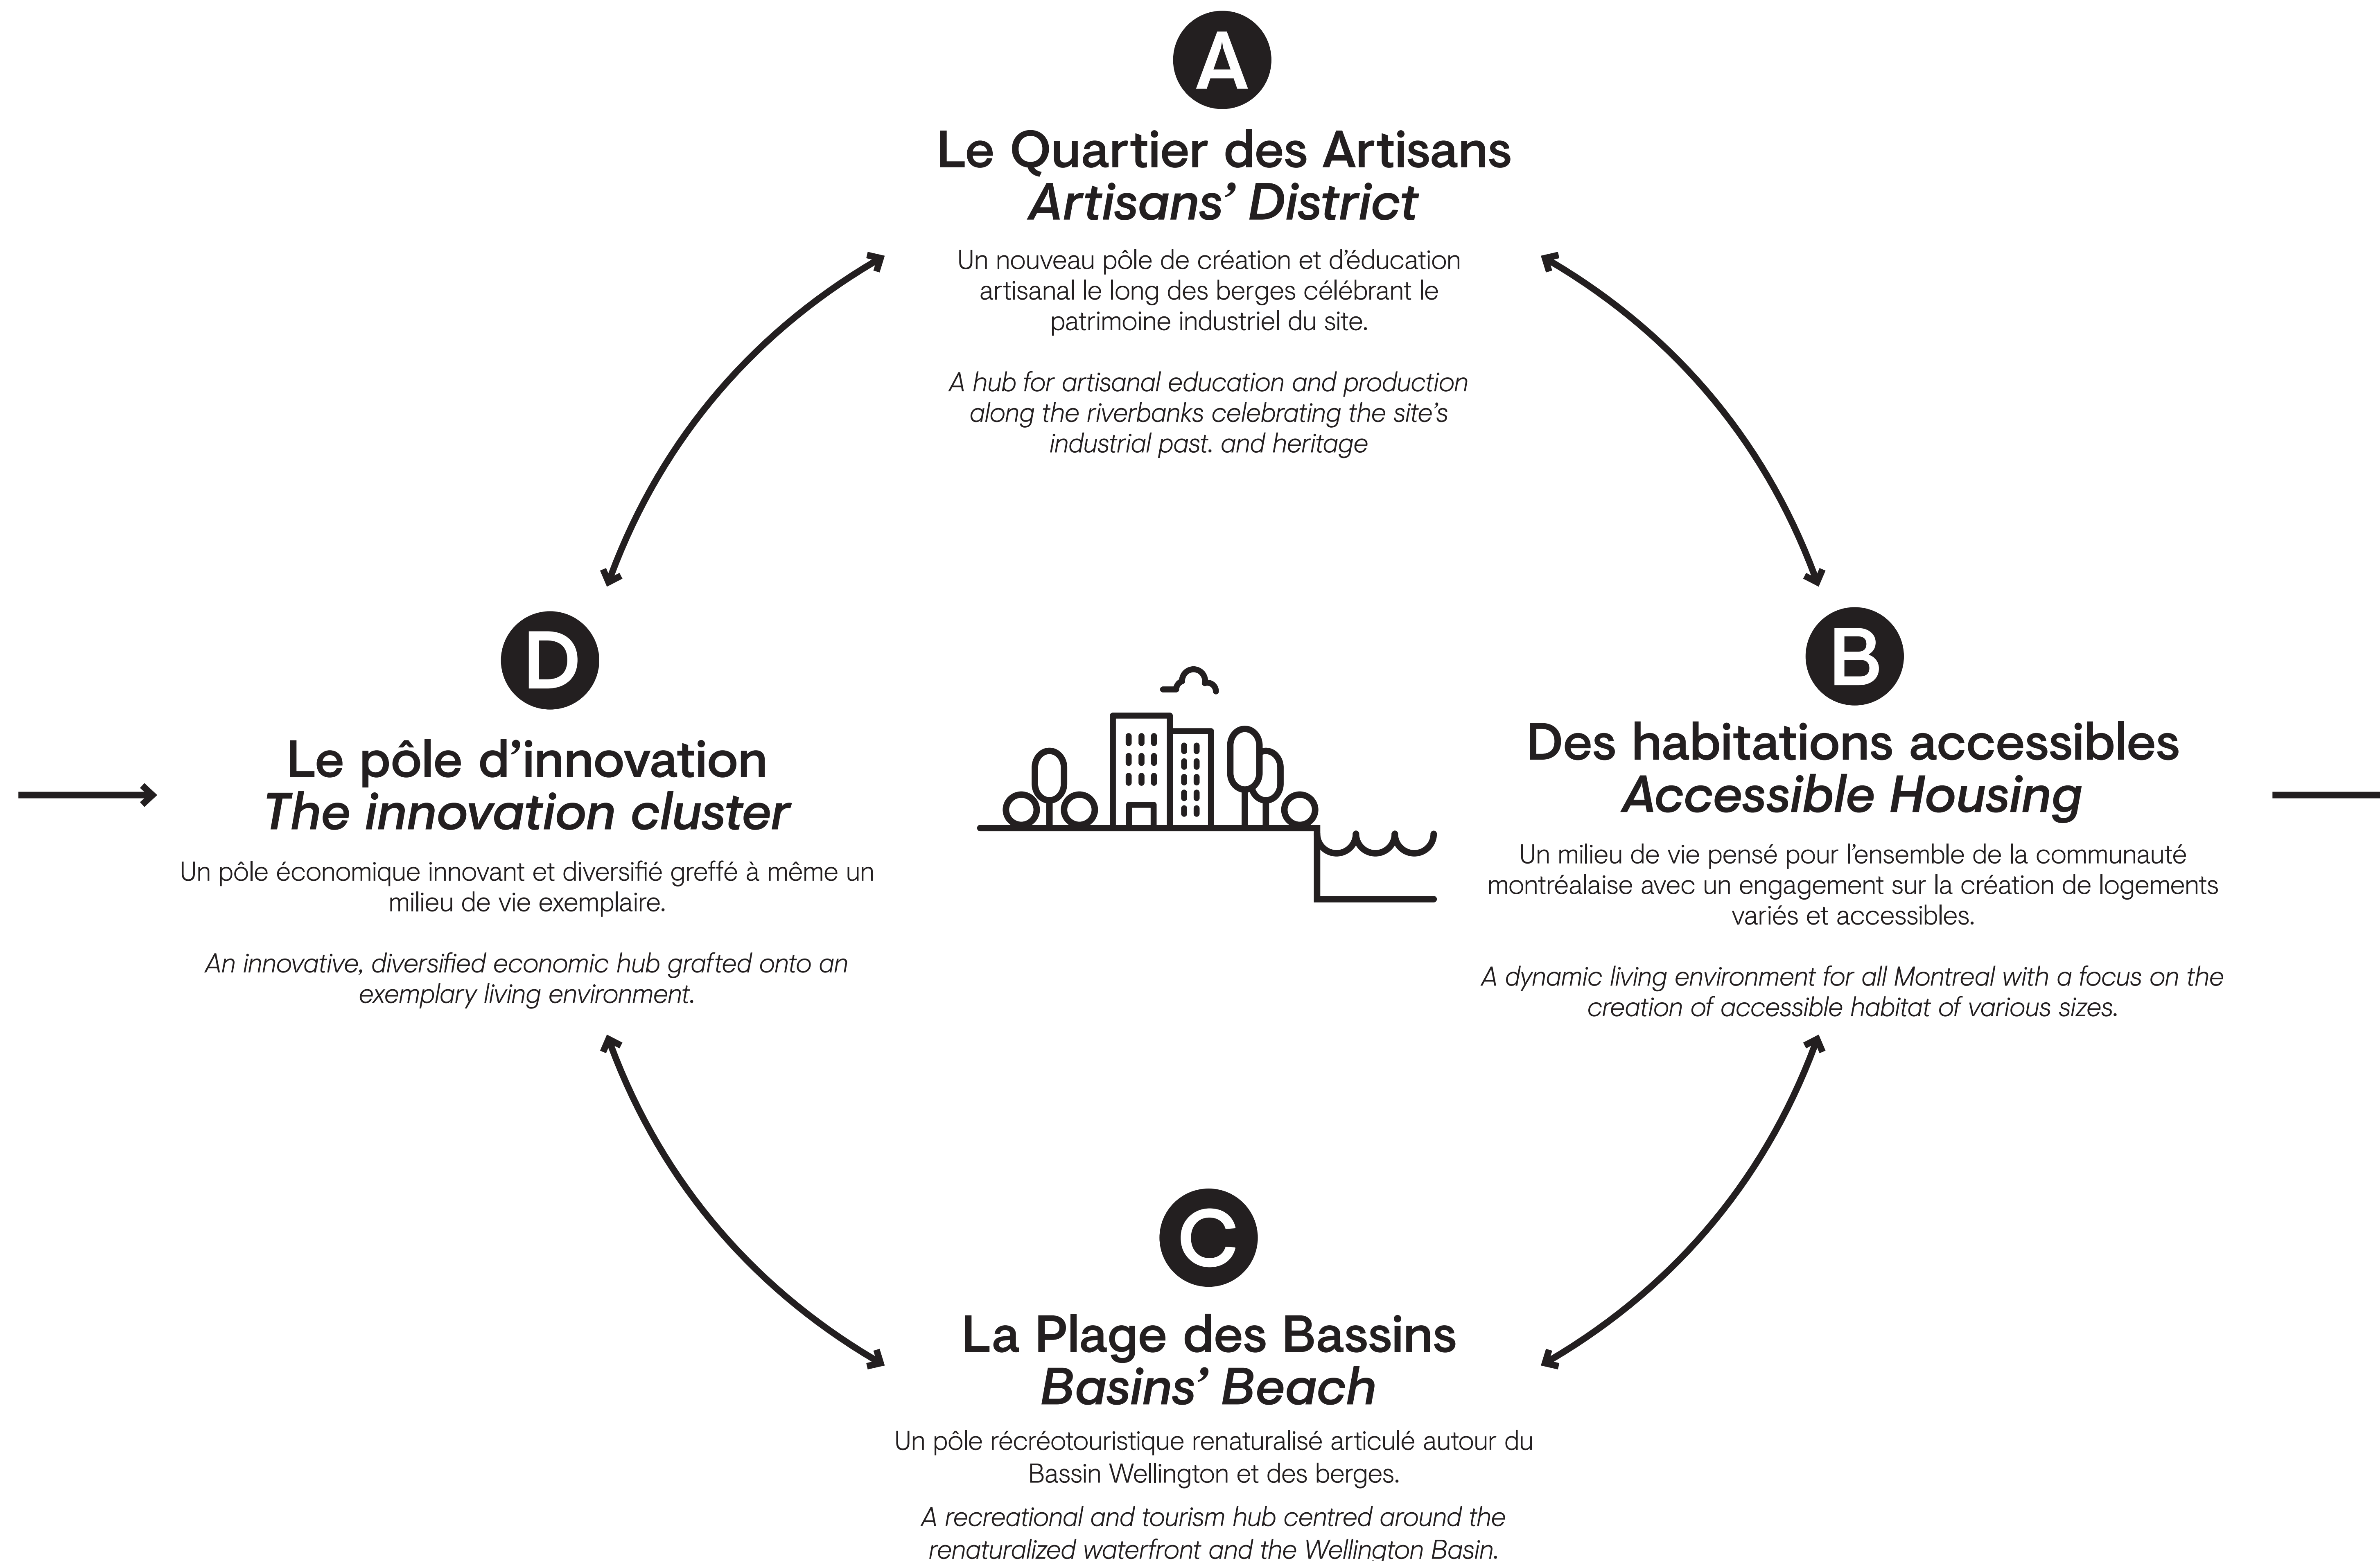 A
Le Quartier des Artisans
Artisans’ District
Un nouveau pôle de création et d’éducation
artisanal le long des berges célébrant le
patrimoine industriel du site.
A hub for artisanal education and production
along the riverbanks celebrating the site’s
industrial past. and heritage
D
Le pôle d’innovation
The innovation cluster
Un pôle économique innovant et diversifié greffé à même un
milieu de vie exemplaire.
An innovative, diversified economic hub grafted onto an
exemplary living environment.
B
Des habitations accessibles
Accessible Housing
Un milieu de vie pensé pour l’ensemble de la communauté
montréalaise avec un engagement sur la création de logements
variés et accessibles.
A dynamic living environment for all Montreal with a focus on the
creation of accessible habitat of various sizes.
C
La Plage des Bassins
Basins’ Beach
Un pôle récréotouristique renaturalisé articulé autour du
Bassin Wellington et des berges.
A recreational and tourism hub centred around the
renaturalized waterfront and the Wellington Basin.